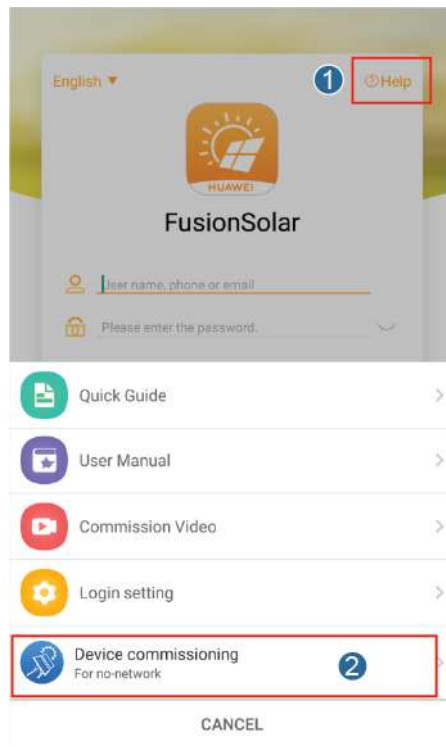 English ▼
1
?Help
HUAWEI
FusionSolar
User name, phone or email
Please enter the password.
Quick Guide
User Manual
Commission Video
Login setting
Device commissioning
For no-network
2
CANCEL